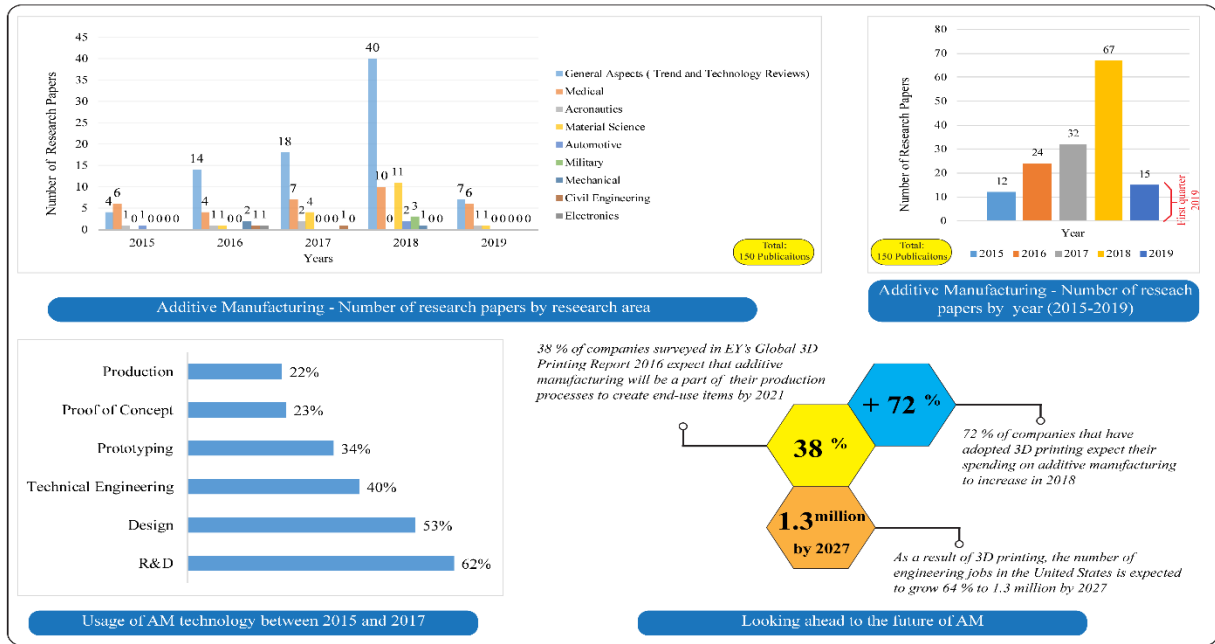 45
40
35
30
25
20
15
10
5
0
Number of Research Papers
4 6 1 0 1 0 0 0 0
14 4 1 1 0 0 2 1 1
18 7 2 4 0 0 0 1 0
40 10 0 11 2 3 1 0 0
7 6 1 1 0 0 0 0 0
2015 2016 2017 2018 2019
Years
General Aspects ( Trend and Technology Reviews)
Medical
Aeronautics
Material Science
Automotive
Military
Mechanical
Civil Engineering
Electronics
Total:
150 Publicaitons
Additive Manufacturing - Number of research papers by reseearch area
80
70
60
50
40
30
20
10
0
Number of Research Papers
12 24 32 67 15
First quarter
2019
Year
2015 2016 2017 2018 2019
Total:
150 Publicaitons
Additive Manufacturing - Number of reseach
papers by year (2015-2019)
Production 22%
Proof of Concept 23%
Prototyping 34%
Technical Engineering 40%
Design 53%
R&D 62%
Usage of AM technology between 2015 and 2017
38 % of companies surveyed in EY's Global 3D
Printing Report 2016 expect that additive
manufacturing will be a part of their production
processes to create end-use items by 2021
+ 72 %
38 %
72 % of companies that have
adopted 3D printing expect their
spending on additive manufacturing
to increase in 2018
1.3 million
by 2027
As a result of 3D printing, the number of
engineering jobs in the United States is expected
to grow 64 % to 1.3 million by 2027
Looking ahead to the future of AM